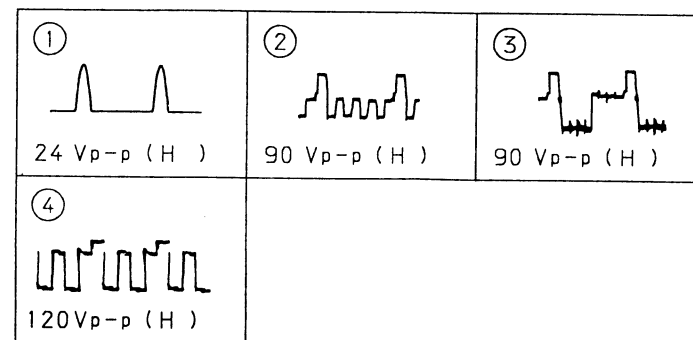 ①
24 Vp-p ( H )
②
90 Vp-p ( H )
③
90 Vp-p ( H )
④
120Vp-p ( H )